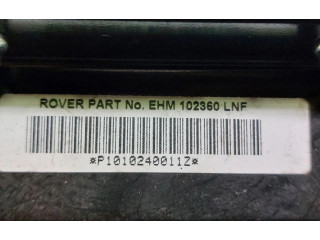 ROVER PART No. EHM 102360 LNF
*P1010240011Z*